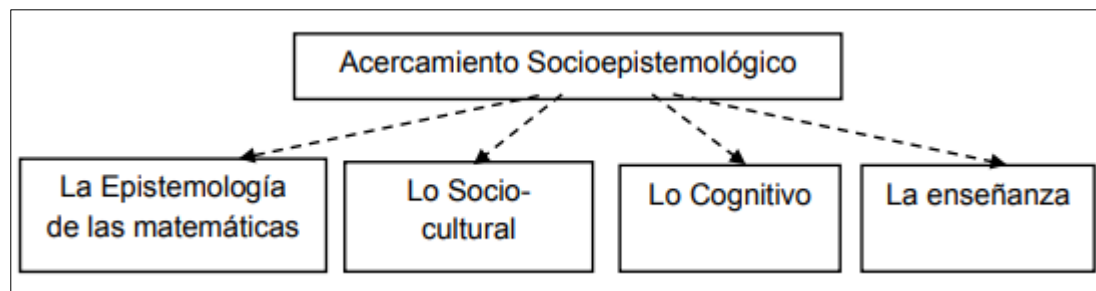 Acercamiento Socioepistemológico
La Epistemología
de las matemáticas
Lo Socio-
cultural
Lo Cognitivo
La enseñanza